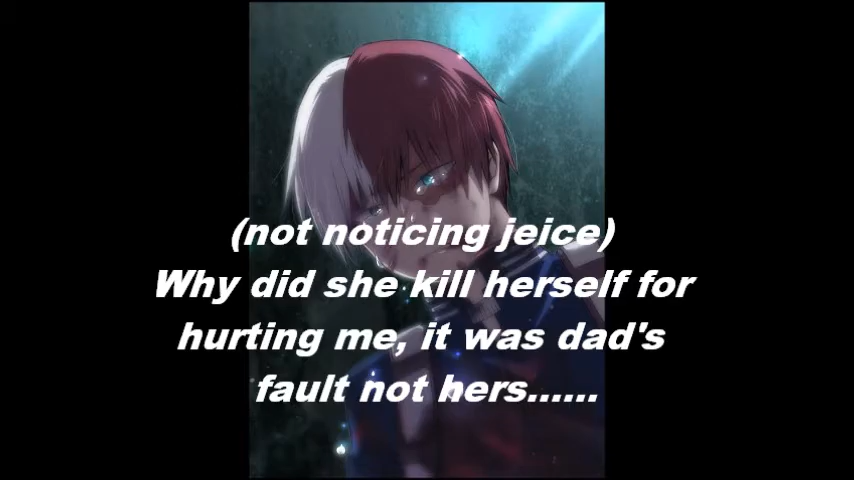 (not noticing jeice)
Why did she kill herself for
hurting me, it was dad's
fault not hers......